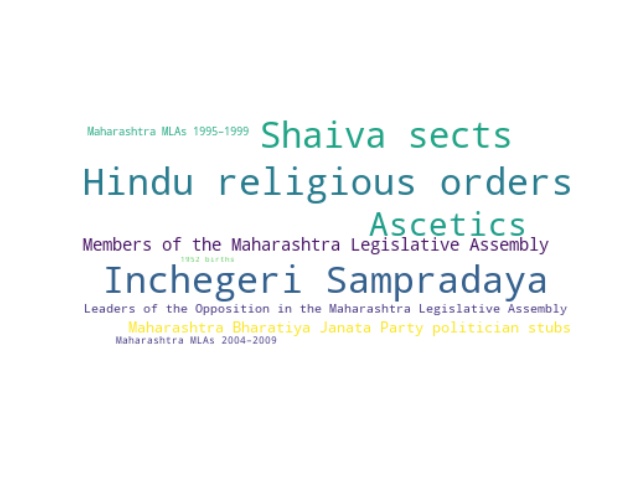 Maharashtra MLAs 1995–1999
Shaiva sects
Hindu religious orders
Ascetics
Members of the Maharashtra Legislative Assembly
1952 births
Inchegeri Sampradaya
Leaders of the Opposition in the Maharashtra Legislative Assembly
Maharashtra Bharatiya Janata Party politician stubs
Maharashtra MLAs 2004–2009